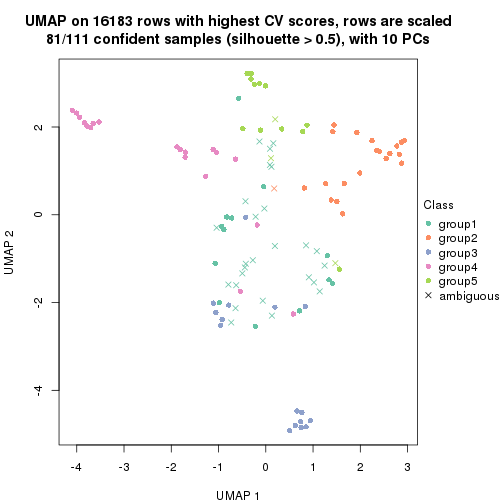 UMAP on 16183 rows with highest CV scores, rows are scaled
81/111 confident samples (silhouette > 0.5), with 10 PCs
2
0
-2
-4
UMAP 2
-4
-3
-2
-1
0
1
2
3
UMAP 1
Class
group1
group2
group3
group4
group5
ambiguous